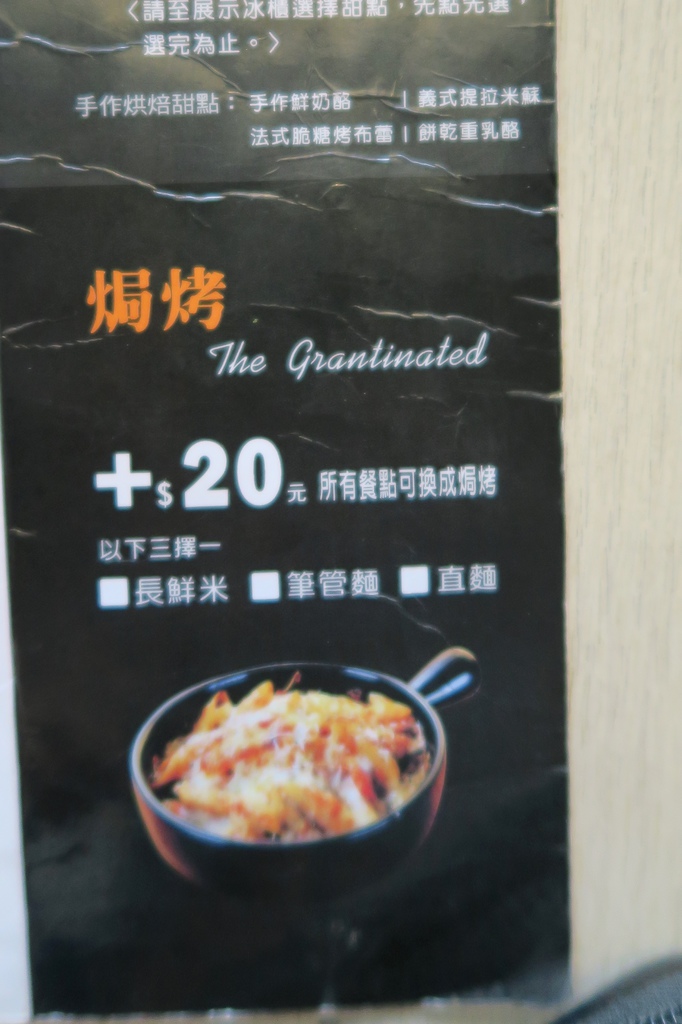 〈請至展示冰櫃選擇甜點，先點先選，
選完為止。〉
手作烘焙甜點： 手作鮮奶酪 | 義式提拉米蘇
法式脆糖烤布蕾 | 餅乾重乳酪
焗烤
The Grantinated
+$20元 所有餐點可換成焗烤
以下三擇一
■長鮮米 ■筆管麵 ■直麵